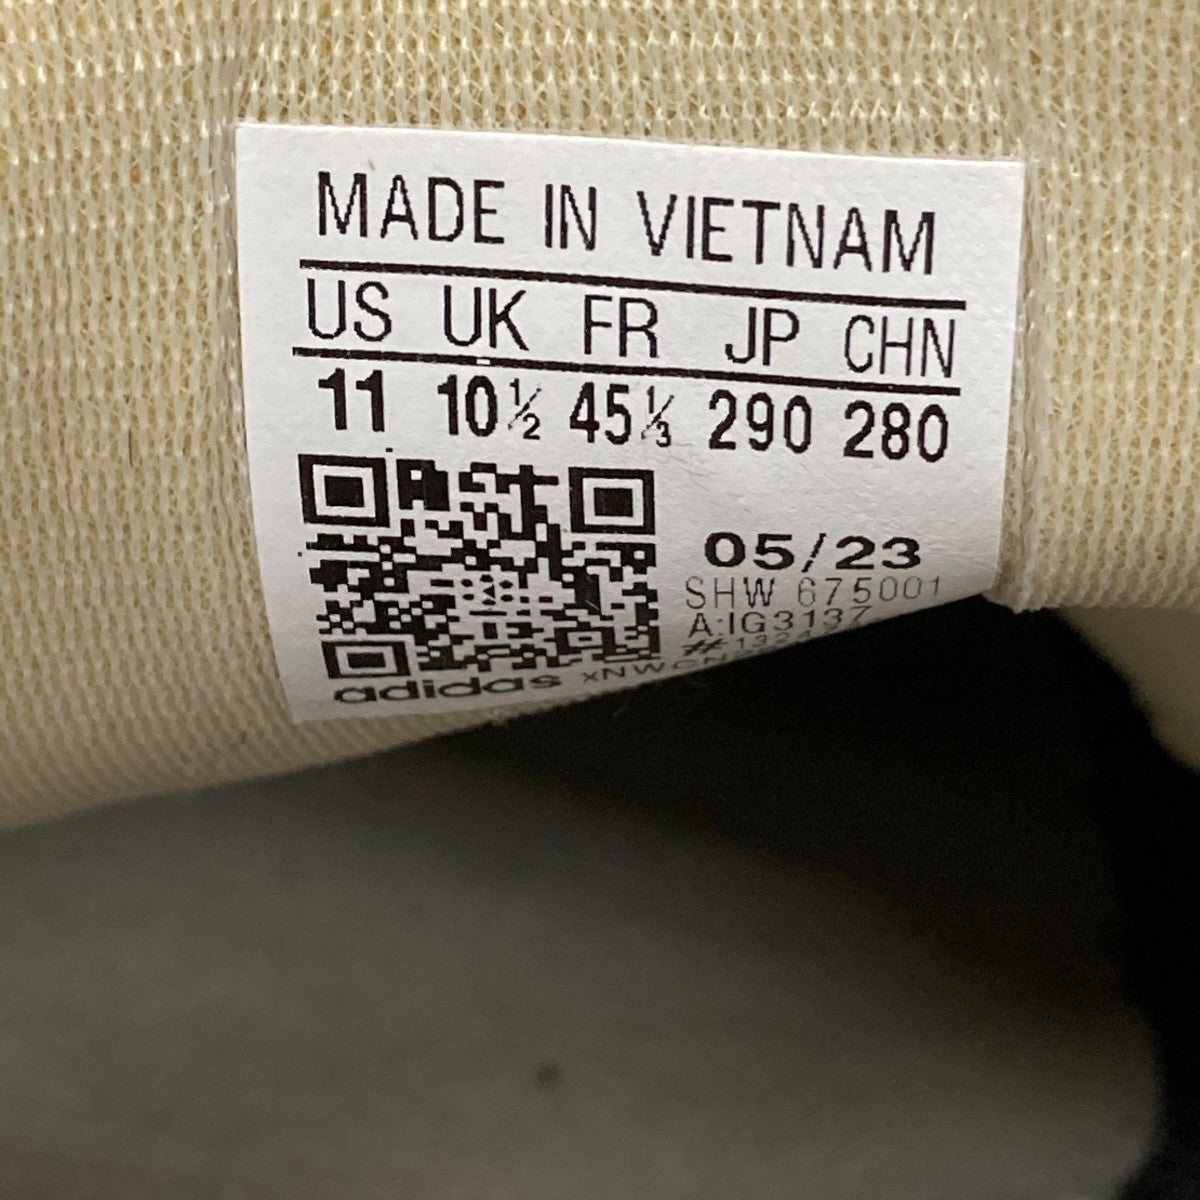 MADE IN VIETNAM
US UK FR JP CHN
11 10½ 45⅓ 290 280
05/23
SHW 675001
A:IG3137
adidas